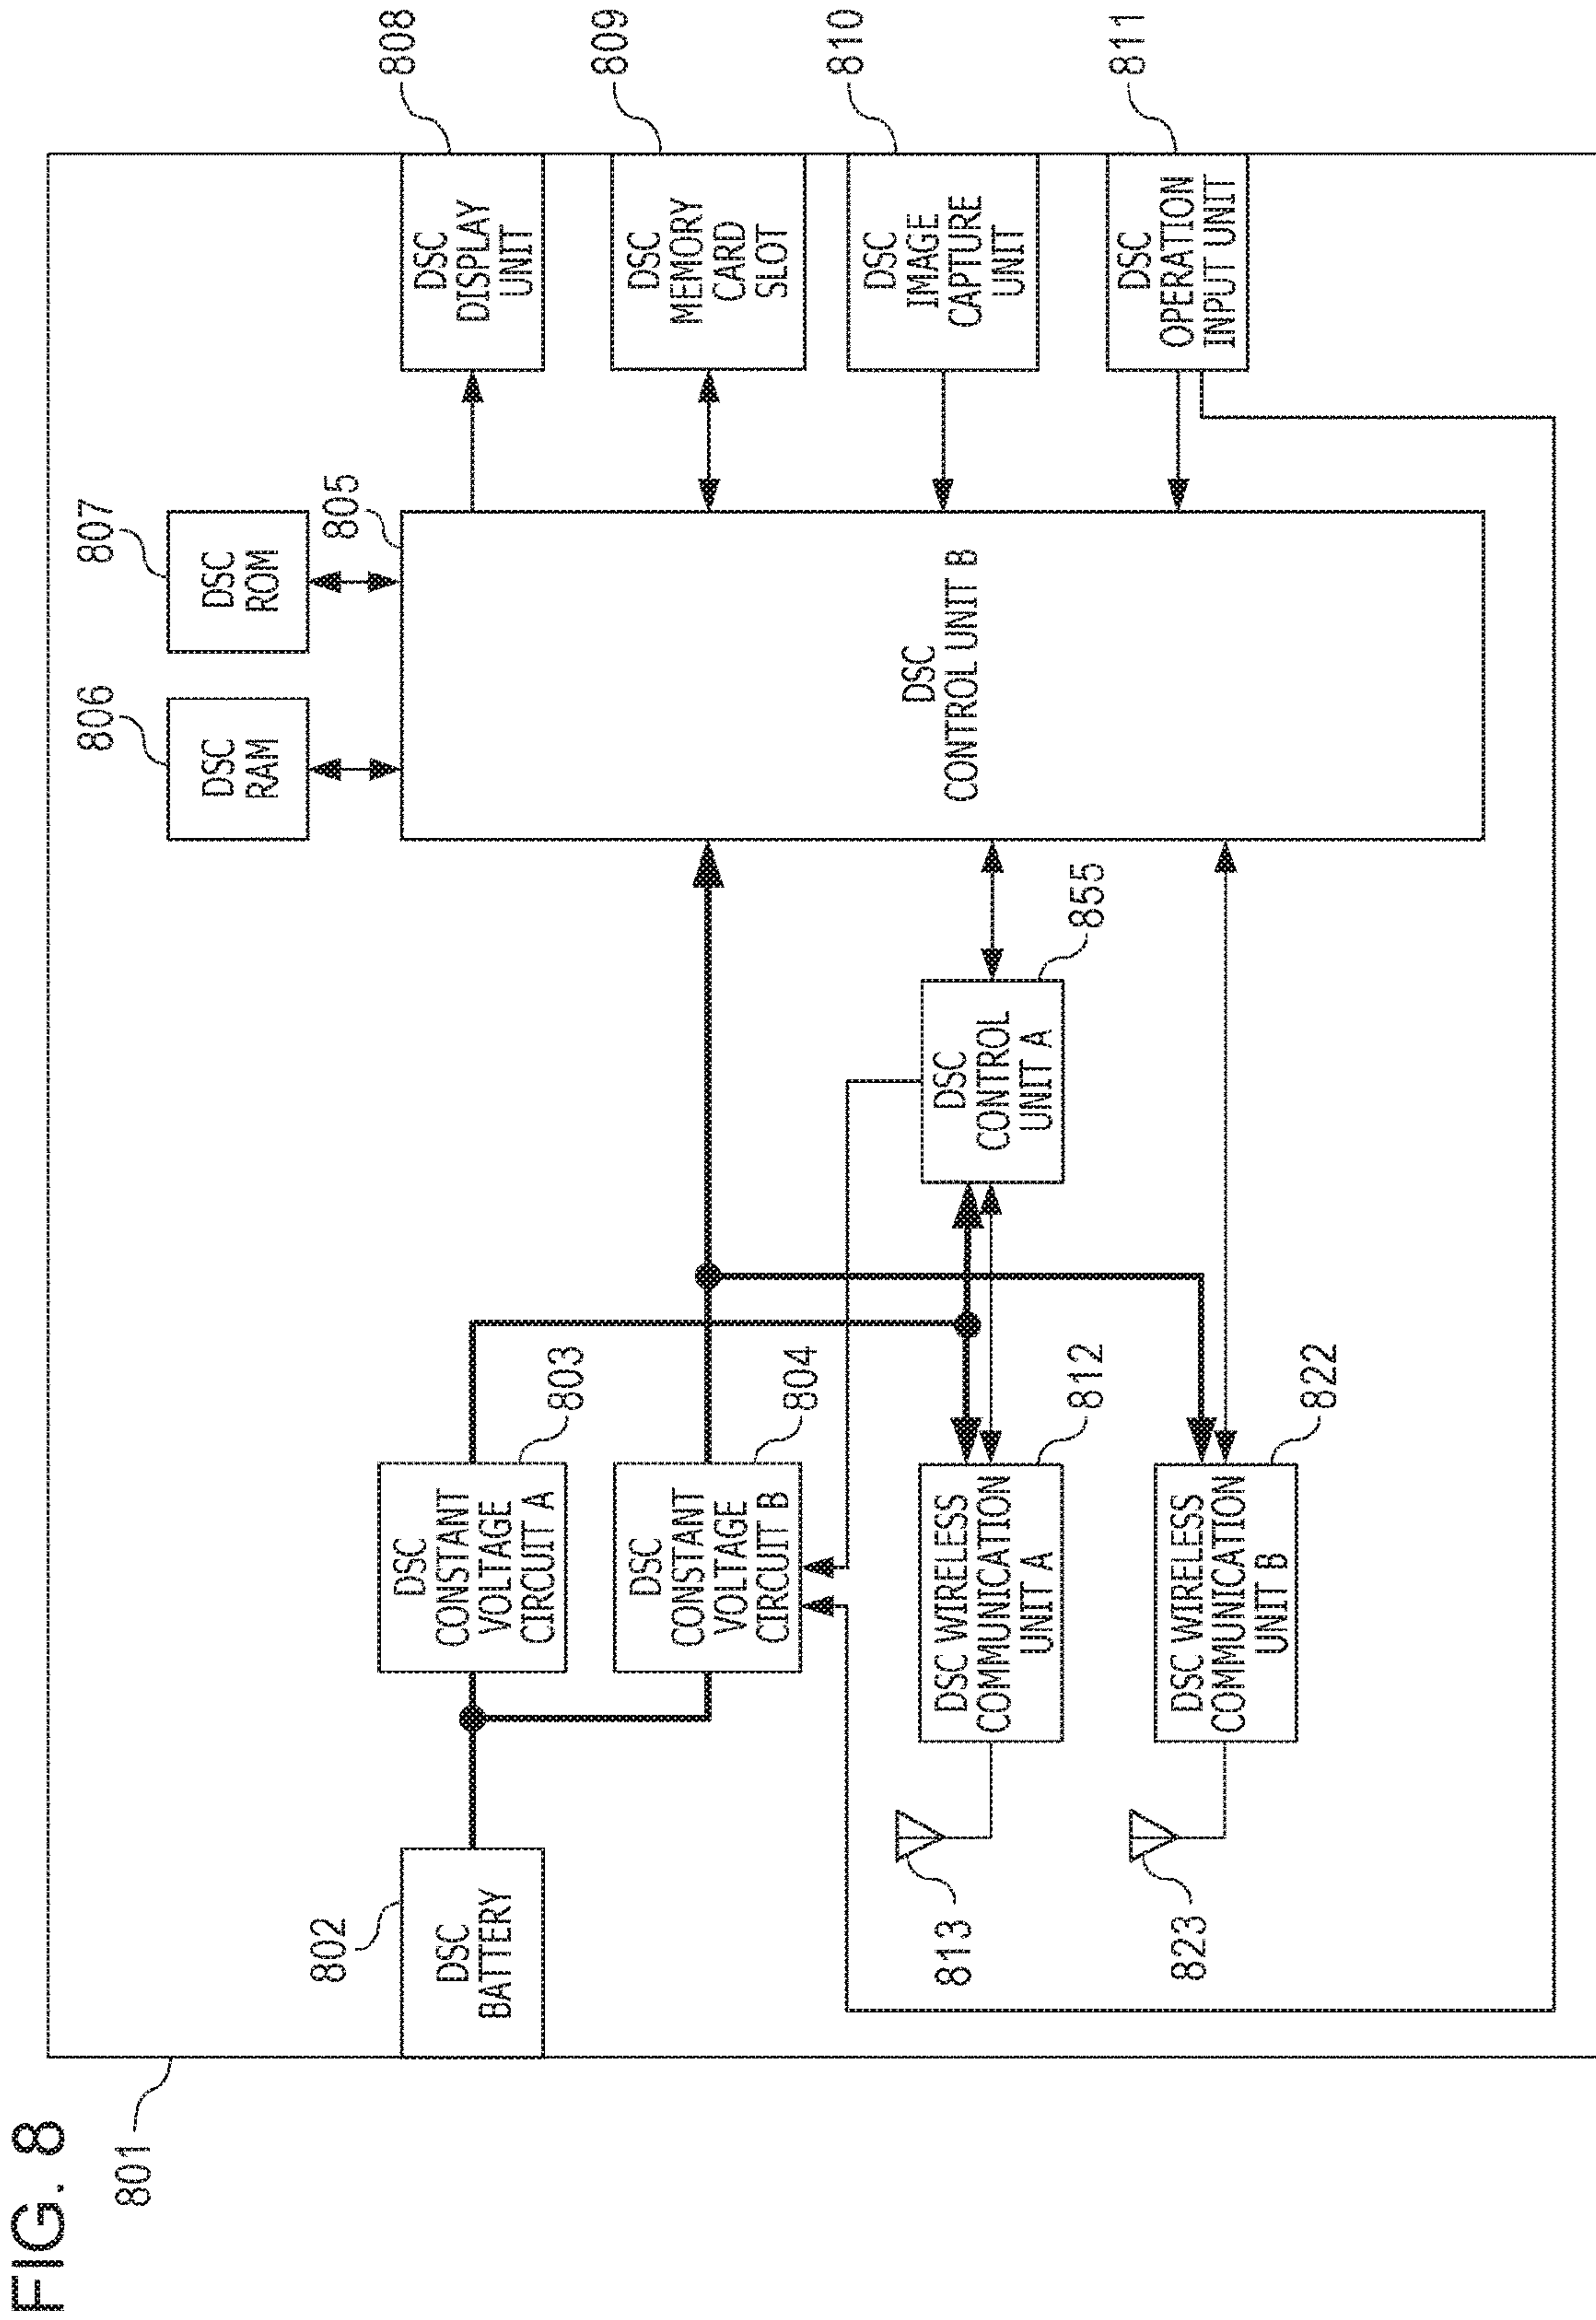 FIG. 8
801
802
DSC
BATTERY
803
DSC
CONSTANT
VOLTAGE
CIRCUIT A
804
DSC
CONSTANT
VOLTAGE
CIRCUIT B
813
DSC WIRELESS
COMMUNICATION
UNIT A
812
823
DSC WIRELESS
COMMUNICATION
UNIT B
822
DSC
CONTROL
UNIT A
855
806
DSC
RAM
807
DSC
ROM
805
DSC
CONTROL UNIT B
DSC
DISPLAY
UNIT
808
DSC
MEMORY
CARD
SLOT
809
DSC
IMAGE
CAPTURE
UNIT
810
DSC
OPERATION
INPUT UNIT
811